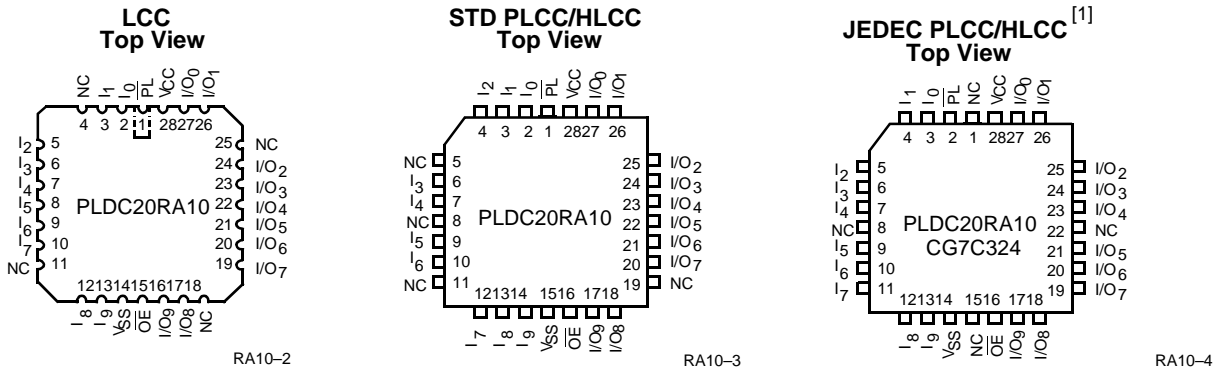 LCC
Top View
NC I1 I0 PL VCC I/O0 I/O1
4 3 2 1 28 27 26
I2 5
I3 6
I4 7
I5 8
I6 9
I7 10
NC 11
PLDC20RA10
25 NC
24 I/O2
23 I/O3
22 I/O4
21 I/O5
20 I/O6
19 I/O7
12 13 14 15 16 17 18
I8 I9 VSS OE I/O9 I/O8 NC
RA10–2
STD PLCC/HLCC
Top View
I2 I1 I0 PL VCC I/O0 I/O1
4 3 2 1 28 27 26
NC 5
I3 6
I4 7
NC 8
I5 9
I6 10
NC 11
PLDC20RA10
25 I/O2
24 I/O3
23 I/O4
22 I/O5
21 I/O6
20 I/O7
19 NC
12 13 14 15 16 17 18
I7 I8 I9 VSS OE I/O9 I/O8
RA10–3
JEDEC PLCC/HLCC [1]
Top View
I1 I0 PL NC VCC I/O0 I/O1
4 3 2 1 28 27 26
I2 5
I3 6
I4 7
NC 8
I5 9
I6 10
I7 11
PLDC20RA10
CG7C324
25 I/O2
24 I/O3
23 I/O4
22 NC
21 I/O5
20 I/O6
19 I/O7
12 13 14 15 16 17 18
I8 I9 VSS NC OE I/O9 I/O8
RA10–4